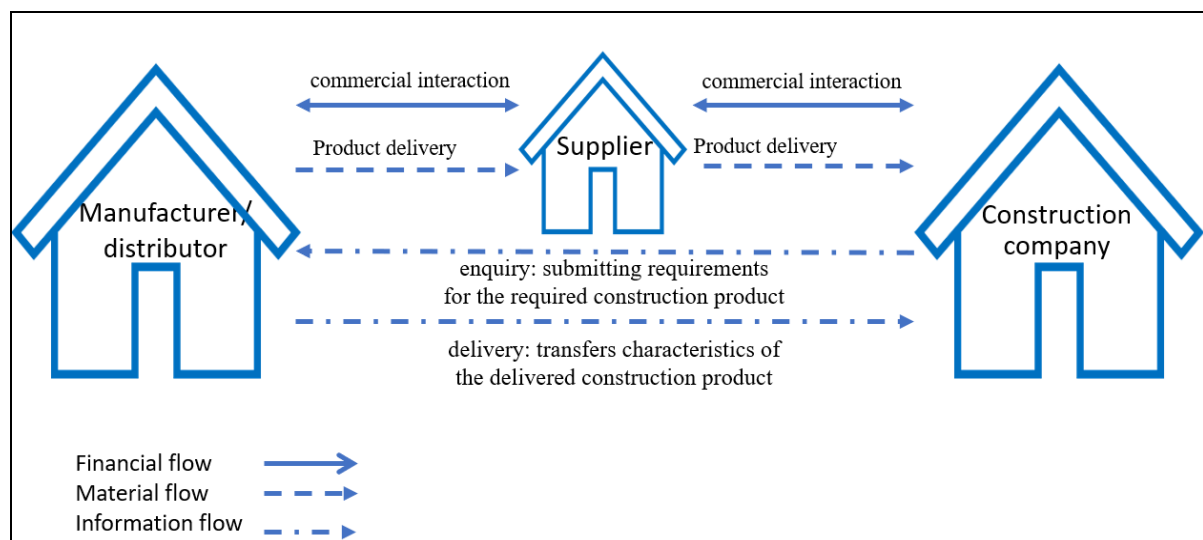 commercial interaction
commercial interaction
Product delivery
Supplier
Product delivery
Manufacturer/
distributor
Construction
company
enquiry: submitting requirements
for the required construction product
delivery: transfers characteristics of
the delivered construction product
Financial flow
Material flow
Information flow